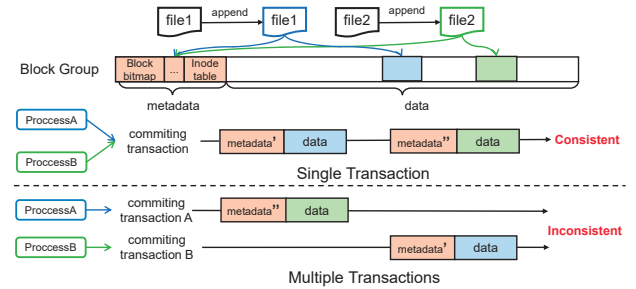 file1
append
file1
file2
append
file2
Block Group
Block
bitmap
...
Inode
table
metadata
data
ProccessA
ProccessB
commiting
transaction
metadata'
data
metadata''
data
Consistent
Single Transaction
ProccessA
commiting
transaction A
metadata''
data
Inconsistent
ProccessB
commiting
transaction B
metadata'
data
Multiple Transactions